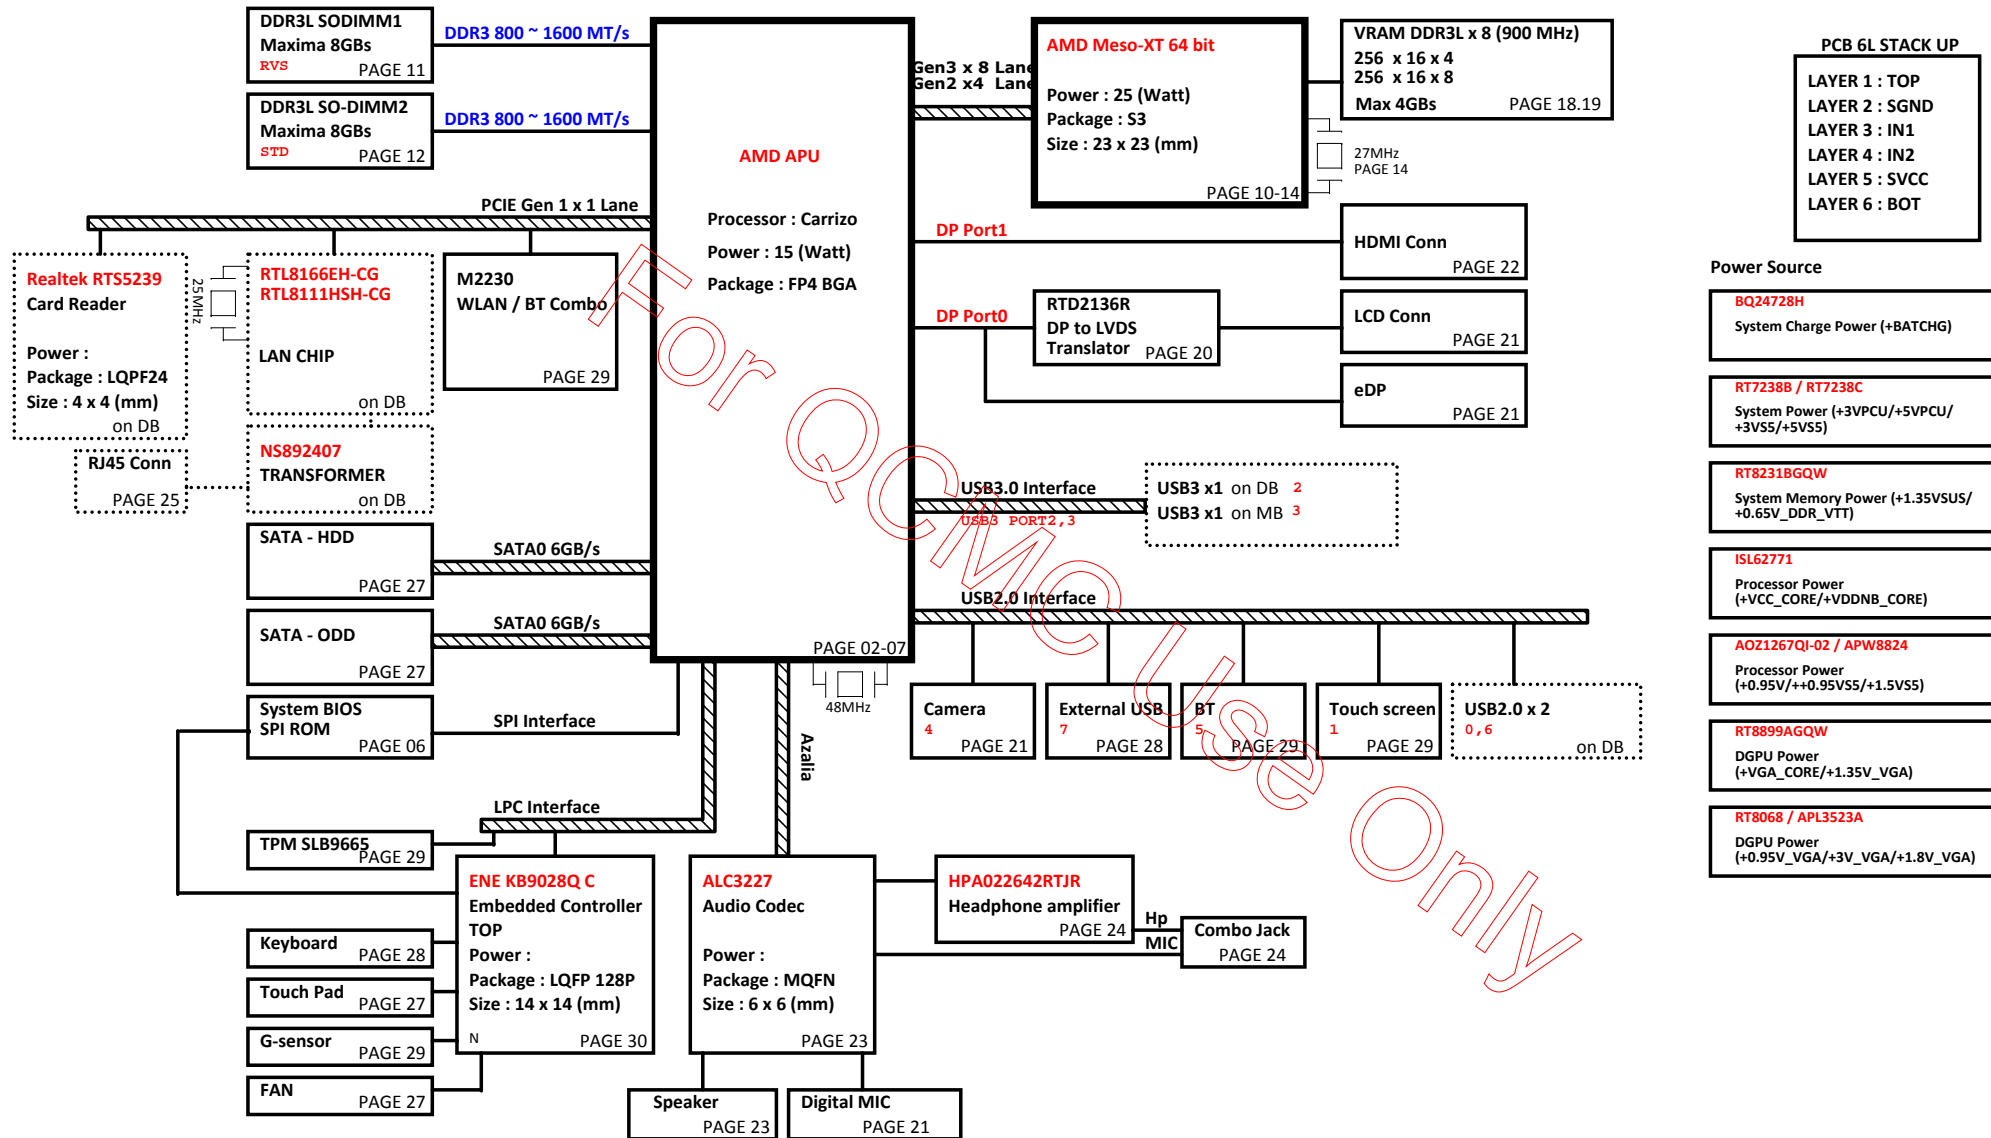 DDR3L SODIMM1
Maxima 8GBs
RVS
PAGE 11
DDR3 800 ~ 1600 MT/s
DDR3L SO-DIMM2
Maxima 8GBs
STD
PAGE 12
DDR3 800 ~ 1600 MT/s
AMD APU
Processor : Carrizo
Power : 15 (Watt)
Package : FP4 BGA
PAGE 02-07
48MHz
Gen3 x 8 Lane
Gen2 x4 Lane
AMD Meso-XT 64 bit
Power : 25 (Watt)
Package : S3
Size : 23 x 23 (mm)
PAGE 10-14
VRAM DDR3L x 8 (900 MHz)
256 x 16 x 4
256 x 16 x 8
Max 4GBs
PAGE 18.19
27MHz
PAGE 14
PCB 6L STACK UP
LAYER 1 : TOP
LAYER 2 : SGND
LAYER 3 : IN1
LAYER 4 : IN2
LAYER 5 : SVCC
LAYER 6 : BOT
PCIE Gen 1 x 1 Lane
Realtek RTS5239
Card Reader
Power :
Package : LQPF24
Size : 4 x 4 (mm)
on DB
25MHz
RTL8166EH-CG
RTL8111HSH-CG
LAN CHIP
on DB
M2230
WLAN / BT Combo
PAGE 29
RJ45 Conn
PAGE 25
NS892407
TRANSFORMER
on DB
DP Port1
HDMI Conn
PAGE 22
DP Port0
RTD2136R
DP to LVDS
Translator
PAGE 20
LCD Conn
PAGE 21
eDP
PAGE 21
SATA - HDD
PAGE 27
SATA0 6GB/s
SATA - ODD
PAGE 27
SATA0 6GB/s
System BIOS
SPI ROM
PAGE 06
SPI Interface
USB3.0 Interface
USB3 PORT2,3
USB3 x1 on DB 2
USB3 x1 on MB 3
USB2.0 Interface
Camera
4
PAGE 21
External USB
7
PAGE 28
BT
5
PAGE 29
Touch screen
1
PAGE 29
USB2.0 x 2
0,6
on DB
LPC Interface
Azalia
TPM SLB9665
PAGE 29
ENE KB9028Q C
Embedded Controller
TOP
Power :
Package : LQFP 128P
Size : 14 x 14 (mm)
N
PAGE 30
Keyboard
PAGE 28
Touch Pad
PAGE 27
G-sensor
PAGE 29
FAN
PAGE 27
ALC3227
Audio Codec
Power :
Package : MQFN
Size : 6 x 6 (mm)
PAGE 23
HPA022642RTJR
Headphone amplifier
PAGE 24
Hp
MIC
Combo Jack
PAGE 24
Speaker
PAGE 23
Digital MIC
PAGE 21
Power Source
BQ24728H
System Charge Power (+BATCHG)
RT7238B / RT7238C
System Power (+3VPCU/+5VPCU/
+3VS5/+5VS5)
RT8231BGQW
System Memory Power (+1.35VSUS/
+0.65V_DDR_VTT)
ISL62771
Processor Power
(+VCC_CORE/+VDDNB_CORE)
AOZ1267QI-02 / APW8824
Processor Power
(+0.95V/++0.95VS5/+1.5VS5)
RT8899AGQW
DGPU Power
(+VGA_CORE/+1.35V_VGA)
RT8068 / APL3523A
DGPU Power
(+0.95V_VGA/+3V_VGA/+1.8V_VGA)
For QCMC Use Only